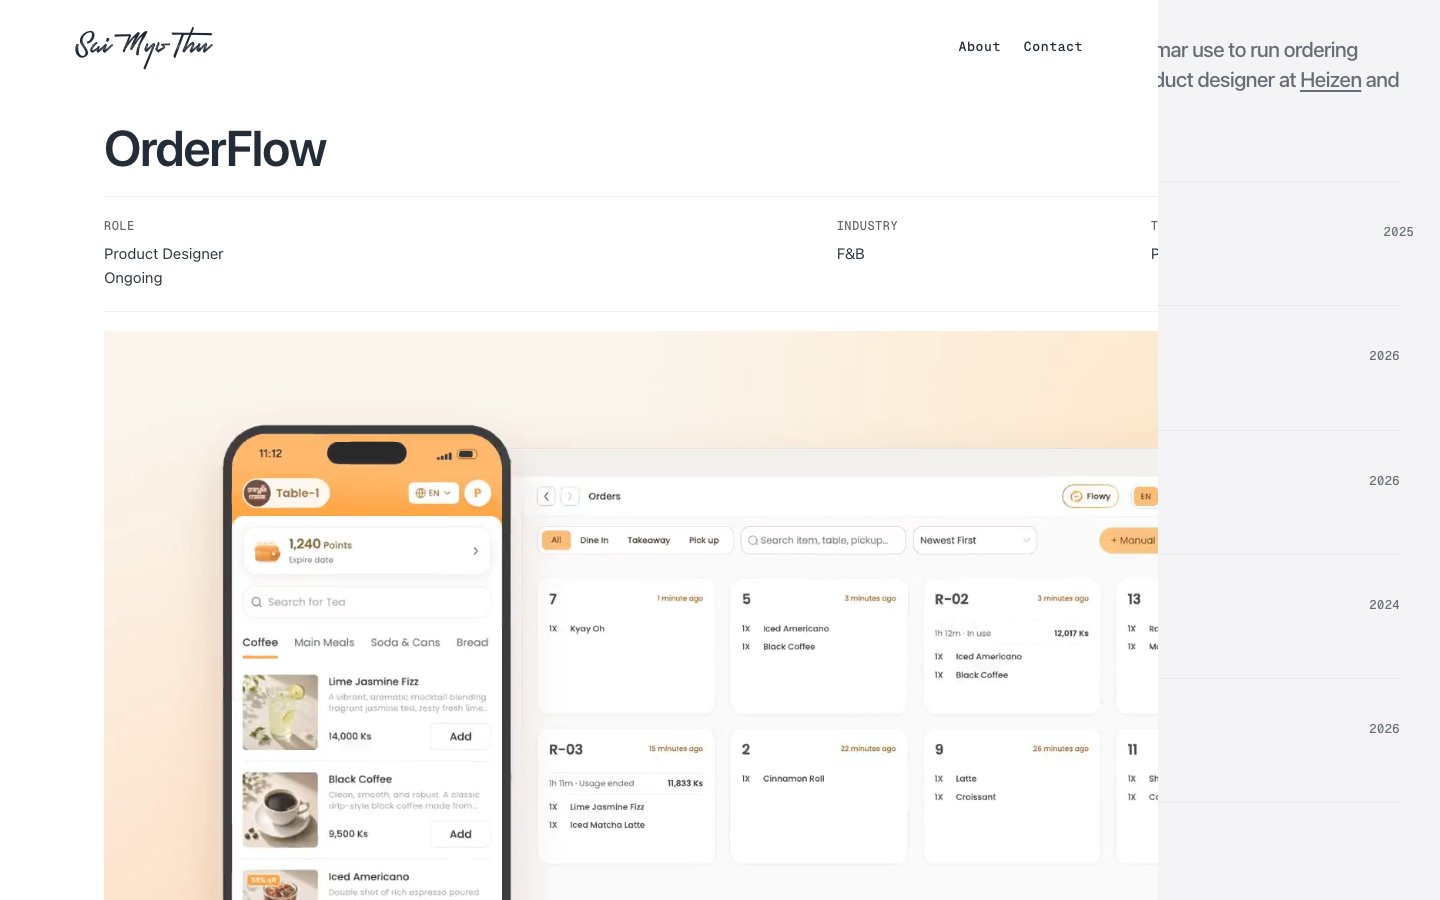 Sai Myo Thu
About
Contact
mar use to run ordering
duct designer at Heizen and
OrderFlow
ROLE
Product Designer
Ongoing
INDUSTRY
F&B
T
P
2025
2026
2026
2024
2026
11:12
Table-1
EN
P
1,240 Points
Expire date
Search for Tea
Coffee
Main Meals
Soda & Cans
Bread
Lime Jasmine Fizz
A vibrant, aromatic mocktail blending
fragrant jasmine tea, zesty fresh lime...
14,000 Ks
Add
Black Coffee
Clean, smooth, and robust. A classic
drip-style black coffee made from...
9,500 Ks
Add
58% off
Iced Americano
Double shot of rich espresso poured
Orders
Flowy
EN
All
Dine In
Takeaway
Pick up
Search item, table, pickup...
Newest First
+ Manual
7
1 minute ago
1X Kyay Oh
5
3 minutes ago
1X Iced Americano
1X Black Coffee
R-02
3 minutes ago
1h 12m · In use
12,017 Ks
1X Iced Americano
1X Black Coffee
13
1X
1X
R-03
15 minutes ago
1h 11m · Usage ended
11,833 Ks
1X Lime Jasmine Fizz
1X Iced Matcha Latte
2
22 minutes ago
1X Cinnamon Roll
9
26 minutes ago
1X Latte
1X Croissant
11
1X Sh
1X